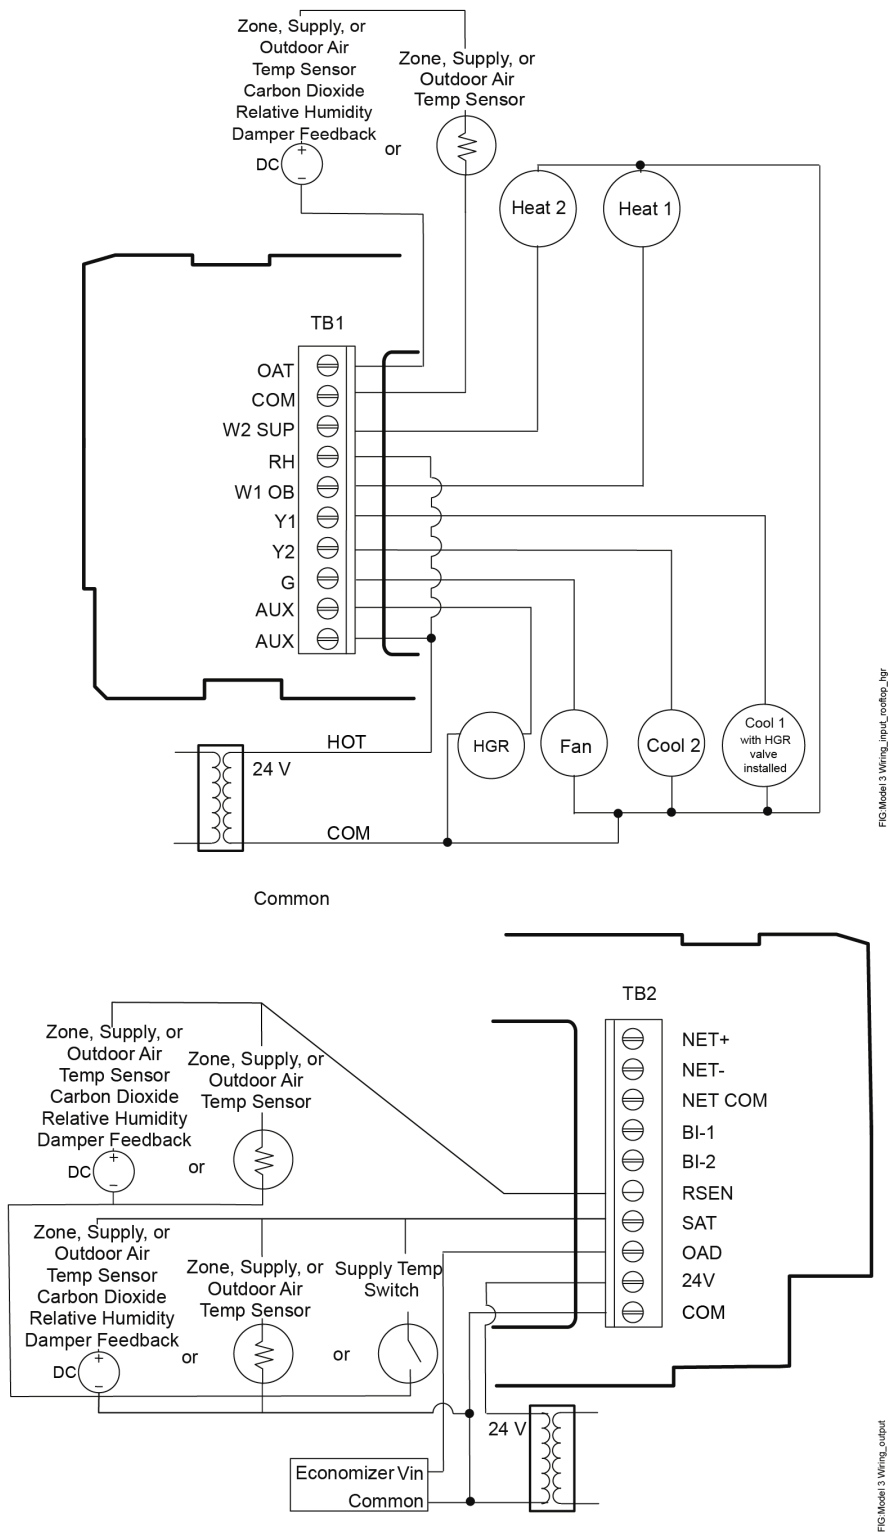 Zone, Supply, or
Outdoor Air
Temp Sensor
Carbon Dioxide
Relative Humidity
Damper Feedback
DC
+
−
or
Zone, Supply, or
Outdoor Air
Temp Sensor
Heat 2
Heat 1
TB1
OAT
COM
W2 SUP
RH
W1 OB
Y1
Y2
G
AUX
AUX
HOT
24 V
COM
HGR
Fan
Cool 2
Cool 1
with HGR
valve
installed
FIG:Model 3 Wiring_input_rooftop_hgr
Common
TB2
NET+
NET-
NET COM
BI-1
BI-2
RSEN
SAT
OAD
24V
COM
Zone, Supply, or
Outdoor Air
Temp Sensor
Carbon Dioxide
Relative Humidity
Damper Feedback
DC
+
−
or
Zone, Supply, or
Outdoor Air
Temp Sensor
Zone, Supply, or
Outdoor Air
Temp Sensor
Carbon Dioxide
Relative Humidity
Damper Feedback
DC
+
−
or
Zone, Supply, or
Outdoor Air
Temp Sensor
or
Supply Temp
Switch
24 V
Economizer Vin
Common
FIG:Model 3 Wiring_output